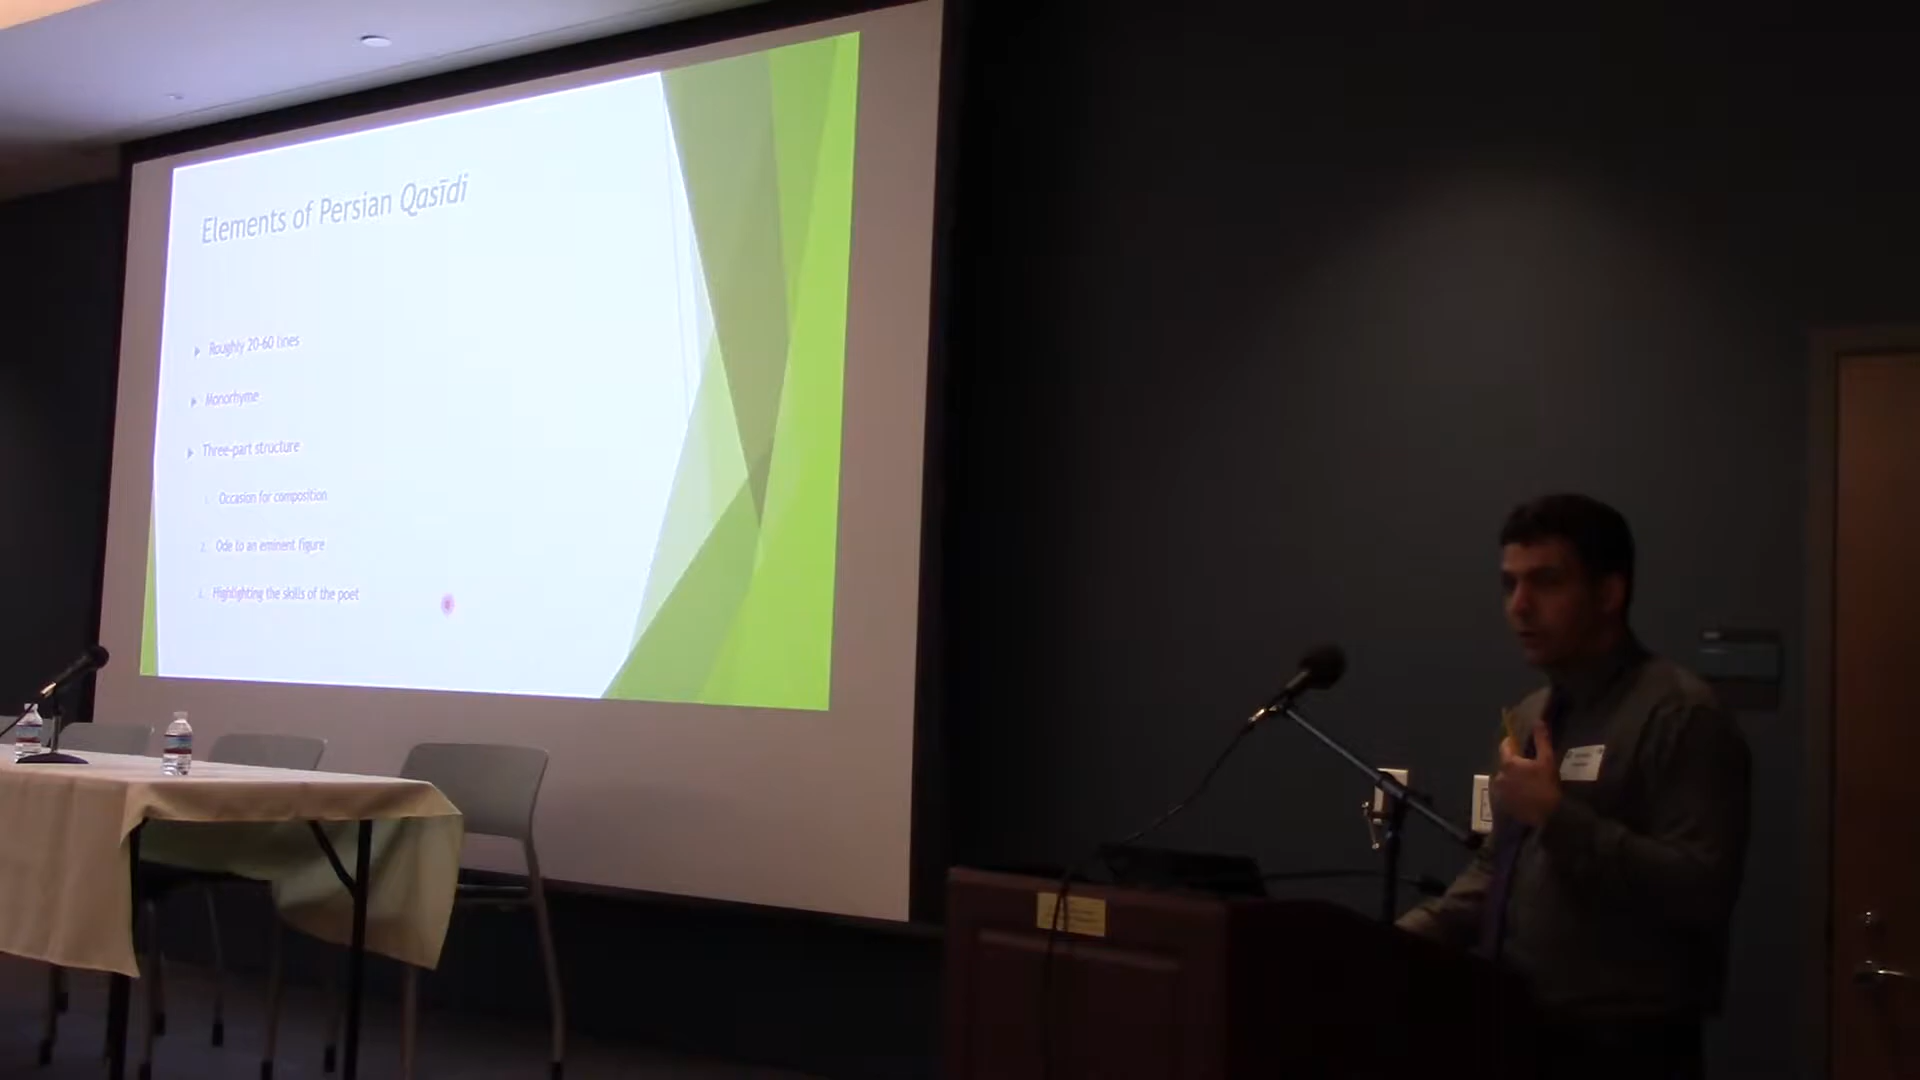 Elements of Persian Qasīdi
Roughly 20-60 lines
Monorhyme
Three-part structure
1. Occasion for composition
2. Ode to an eminent figure
3. Highlighting the skills of the poet